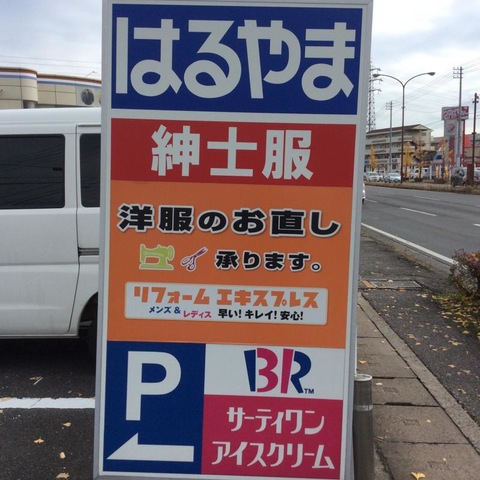 はるやま
紳士服
洋服のお直し
承ります。
リフォーム エキスプレス
メンズ & レディス 早い! キレイ! 安心!
P
BR TM
サーティワン
アイスクリーム